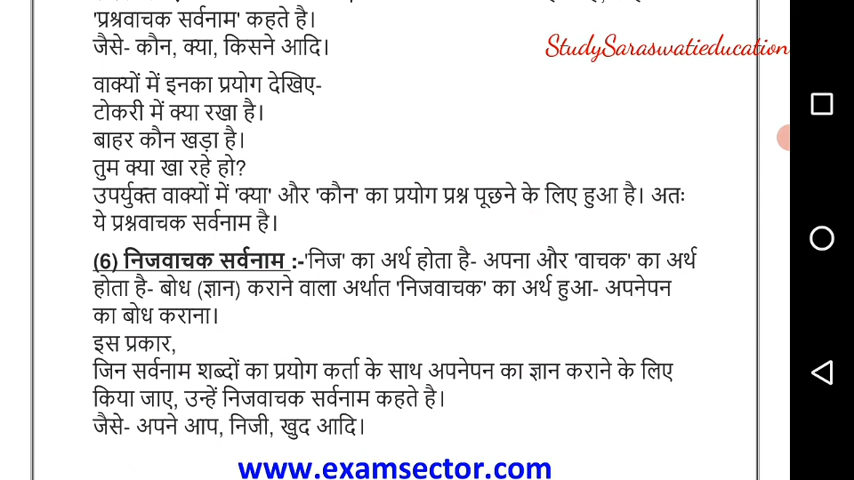 'प्रश्रवाचक सर्वनाम' कहते है।
जैसे- कौन, क्या, किसने आदि।
StudySaraswatieducation
वाक्यों में इनका प्रयोग देखिए-
टोकरी में क्या रखा है।
बाहर कौन खड़ा है।
तुम क्या खा रहे हो?
उपर्युक्त वाक्यों में 'क्या' और 'कौन' का प्रयोग प्रश्न पूछने के लिए हुआ है। अतः
ये प्रश्नवाचक सर्वनाम है।
(6) निजवाचक सर्वनाम :-'निज' का अर्थ होता है- अपना और 'वाचक' का अर्थ
होता है- बोध (ज्ञान) कराने वाला अर्थात 'निजवाचक' का अर्थ हुआ- अपनेपन
का बोध कराना।
इस प्रकार,
जिन सर्वनाम शब्दों का प्रयोग कर्ता के साथ अपनेपन का ज्ञान कराने के लिए
किया जाए, उन्हें निजवाचक सर्वनाम कहते है।
जैसे- अपने आप, निजी, खुद आदि।
www.examsector.com